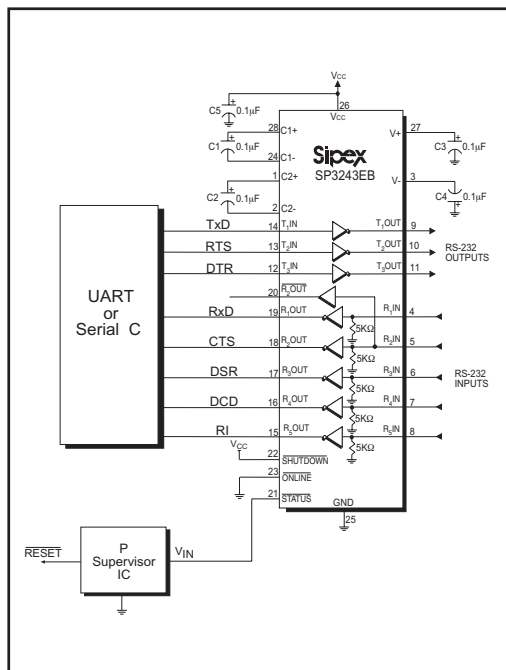 VCC
26
VCC
C5 + 0.1µF
28 C1+
C1 + 0.1µF
24 C1-
1 C2+
C2 + 0.1µF
2 C2-
Sipex
SP3243EB
V+ 27
C3 + 0.1µF
V- 3
C4 0.1µF +
TxD 14 T1IN T1OUT 9
RTS 13 T2IN T2OUT 10
DTR 12 T3IN T3OUT 11
RS-232
OUTPUTS
UART
or
Serial C
20 R2OUT
RxD 19 R1OUT R1IN 4
5KΩ
CTS 18 R2OUT R2IN 5
5KΩ
DSR 17 R3OUT R3IN 6
5KΩ
RS-232
INPUTS
DCD 16 R4OUT R4IN 7
5KΩ
RI 15 R5OUT R5IN 8
5KΩ
VCC
22
SHUTDOWN
23
ONLINE
21
STATUS
GND
25
RESET
P
Supervisor
IC
VIN